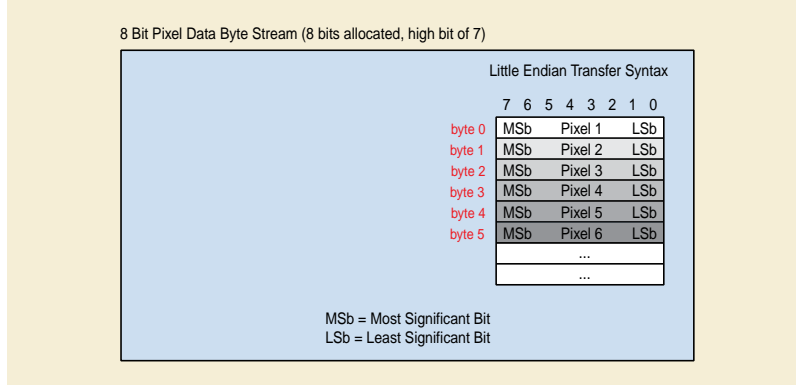 8 Bit Pixel Data Byte Stream (8 bits allocated, high bit of 7)
Little Endian Transfer Syntax
7 6 5 4 3 2 1 0
byte 0 MSb Pixel 1 LSb
byte 1 MSb Pixel 2 LSb
byte 2 MSb Pixel 3 LSb
byte 3 MSb Pixel 4 LSb
byte 4 MSb Pixel 5 LSb
byte 5 MSb Pixel 6 LSb
...
...
MSb = Most Significant Bit
LSb = Least Significant Bit